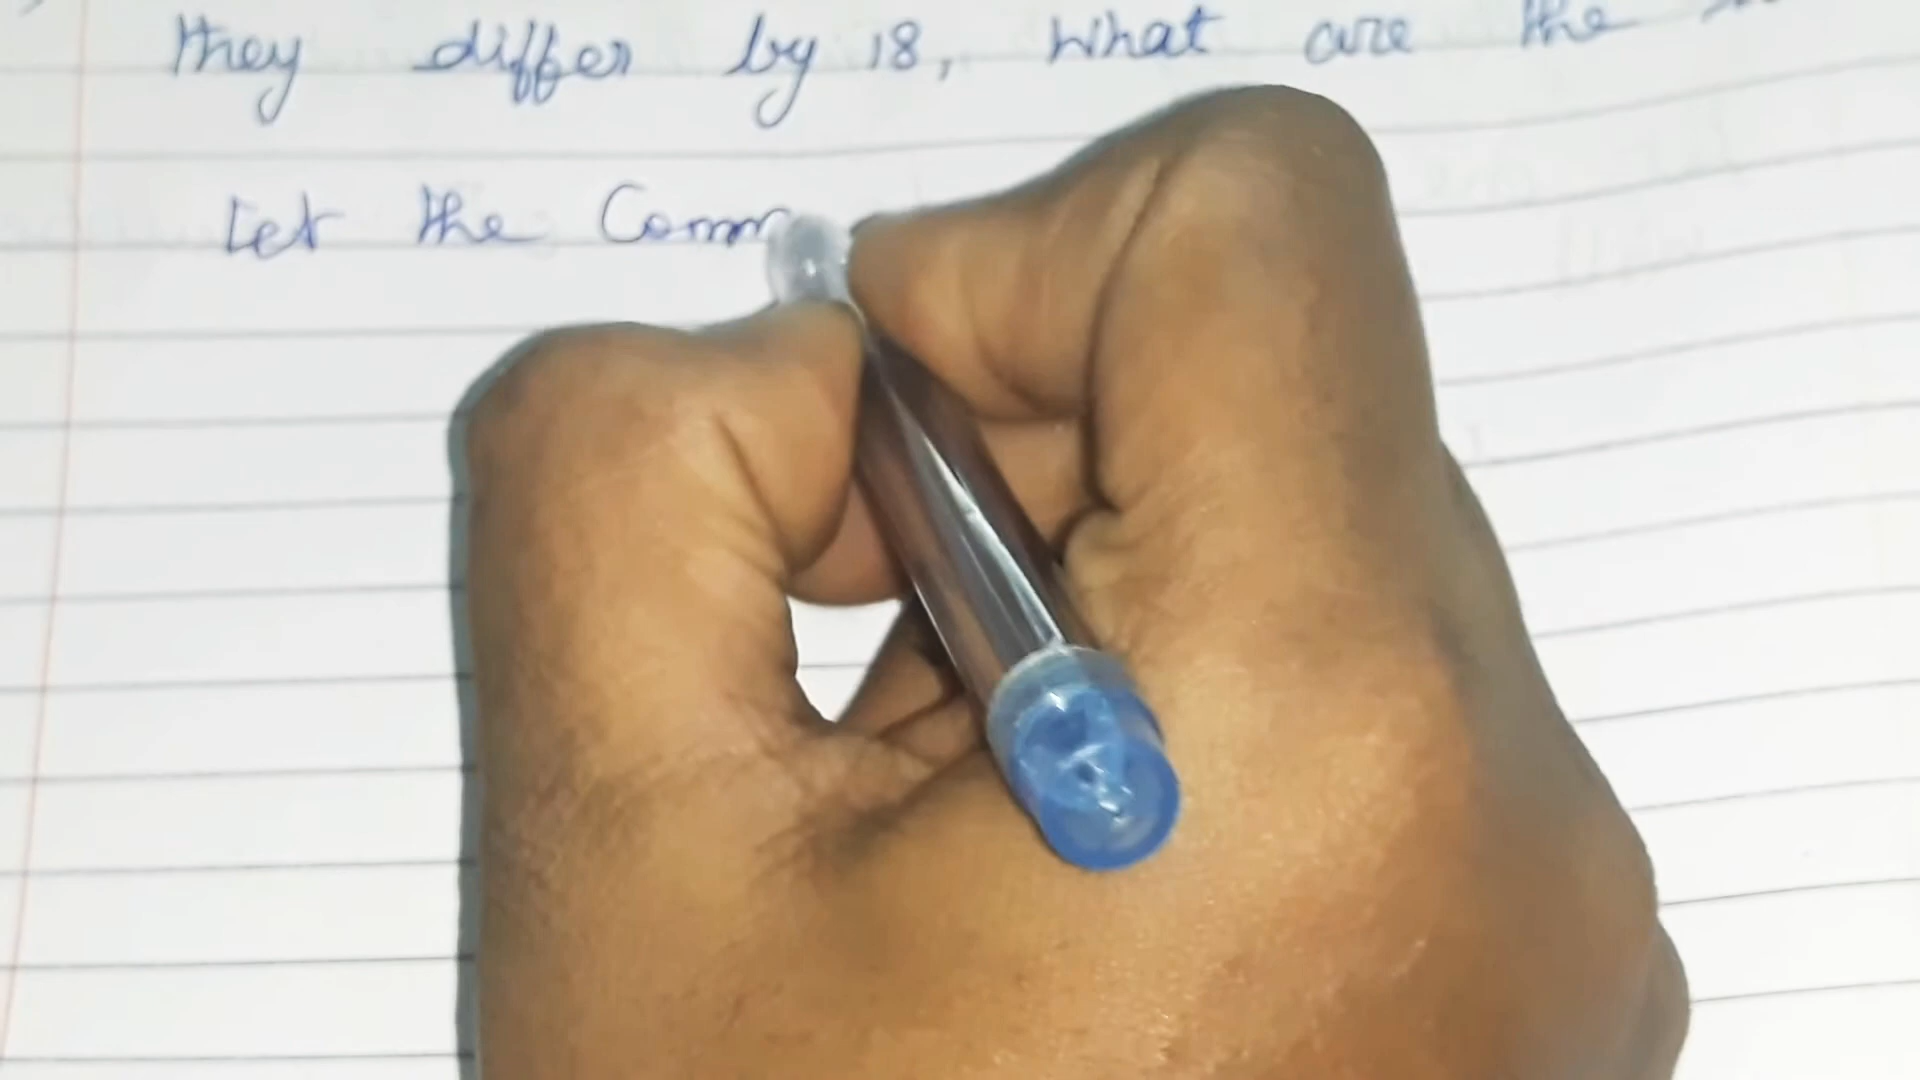 they differ by 18, What are the
Let the Comm